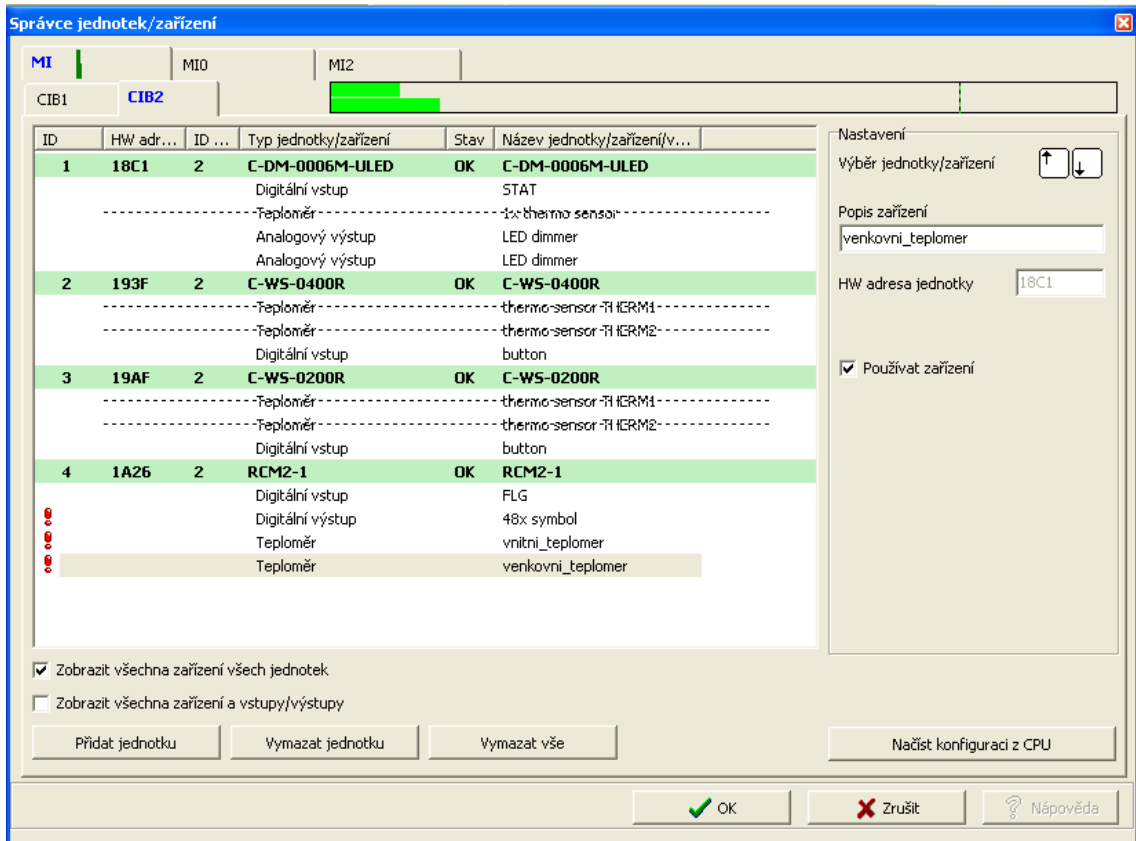 Správce jednotek/zařízení
MI MI0 MI2
CIB1 CIB2
ID HW adr... ID ... Typ jednotky/zařízení Stav Název jednotky/zařízení/v...
1 18C1 2 C-DM-0006M-ULED OK C-DM-0006M-ULED
Digitální vstup STAT
Teploměr 1x thermo sensor
Analogový výstup LED dimmer
Analogový výstup LED dimmer
2 193F 2 C-WS-0400R OK C-WS-0400R
Teploměr thermo-sensor THERM1
Teploměr thermo-sensor THERM2
Digitální vstup button
3 19AF 2 C-WS-0200R OK C-WS-0200R
Teploměr thermo-sensor THERM1
Teploměr thermo-sensor THERM2
Digitální vstup button
4 1A26 2 RCM2-1 OK RCM2-1
Digitální vstup FLG
Digitální výstup 48x symbol
Teploměr vnitni_teplomer
Teploměr venkovni_teplomer
Nastavení
Výběr jednotky/zařízení
Popis zařízení
venkovni_teplomer
HW adresa jednotky 18C1
Používat zařízení
Zobrazit všechna zařízení všech jednotek
Zobrazit všechna zařízení a vstupy/výstupy
Přidat jednotku Vymazat jednotku Vymazat vše Načíst konfiguraci z CPU
OK Zrušit Nápověda